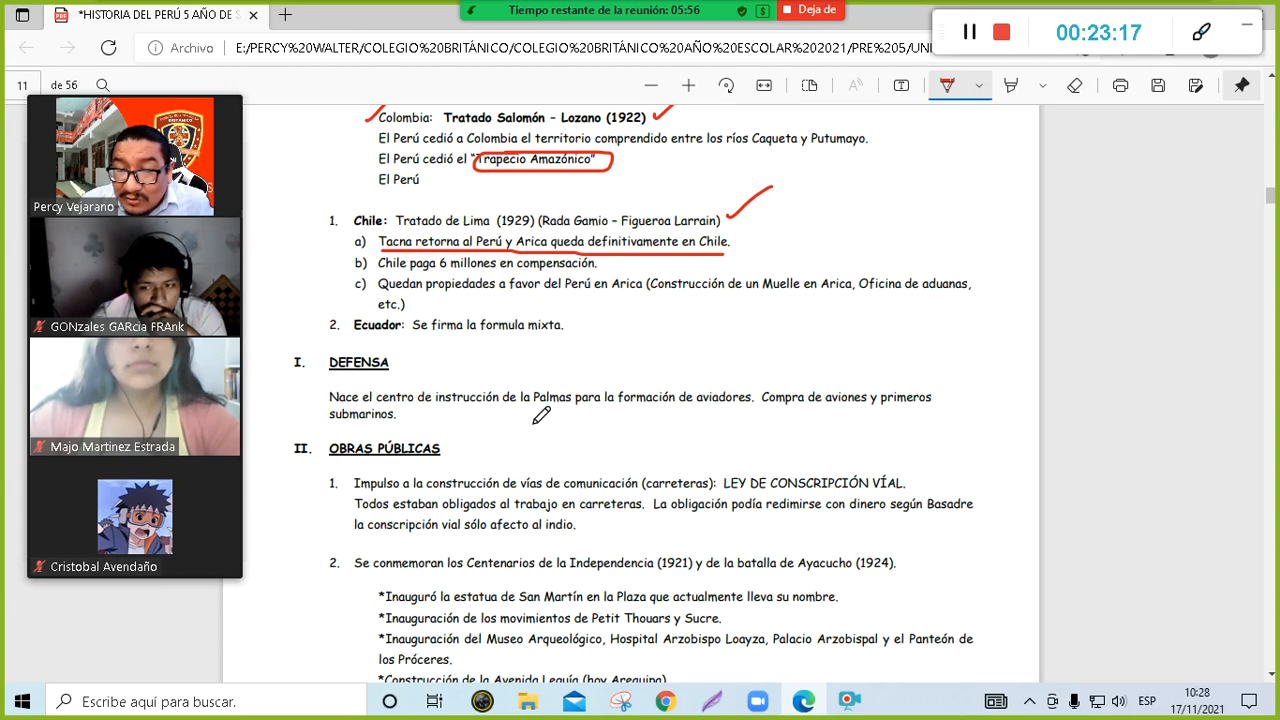 *HISTORIA DEL PERÚ 5 AÑO DE S
Tiempo restante de la reunión: 05:56
Deja de
00:23:17
Archivo
E:/PERCY%20WALTER/COLEGIO%20BRITÁNICO/COLEGIO%20BRITÁNICO%20AÑO%20ESCOLAR%202021/PRE%205/UN
11 de 56
Percy Vejarano
GONzales GARcia FRAnk
Majo Martinez Estrada
Cristobal Avendaño
Colombia: Tratado Salomón – Lozano (1922)
El Perú cedió a Colombia el territorio comprendido entre los ríos Caqueta y Putumayo.
El Perú cedió el "Trapecio Amazónico"
El Perú
1. Chile: Tratado de Lima (1929) (Rada Gamio – Figueroa Larrain)
a) Tacna retorna al Perú y Arica queda definitivamente en Chile.
b) Chile paga 6 millones en compensación.
c) Quedan propiedades a favor del Perú en Arica (Construcción de un Muelle en Arica, Oficina de aduanas,
etc.)
2. Ecuador: Se firma la formula mixta.
I. DEFENSA
Nace el centro de instrucción de la Palmas para la formación de aviadores. Compra de aviones y primeros
submarinos.
II. OBRAS PÚBLICAS
1. Impulso a la construcción de vías de comunicación (carreteras): LEY DE CONSCRIPCIÓN VÍAL.
Todos estaban obligados al trabajo en carreteras. La obligación podía redimirse con dinero según Basadre
la conscripción vial sólo afecto al indio.
2. Se conmemoran los Centenarios de la Independencia (1921) y de la batalla de Ayacucho (1924).
*Inauguró la estatua de San Martín en la Plaza que actualmente lleva su nombre.
*Inauguración de los movimientos de Petit Thouars y Sucre.
*Inauguración del Museo Arqueológico, Hospital Arzobispo Loayza, Palacio Arzobispal y el Panteón de
los Próceres.
*Construcción de la Avenida Leguía (hoy Arequipa)
Escribe aquí para buscar.
ESP
10:28
17/11/2021